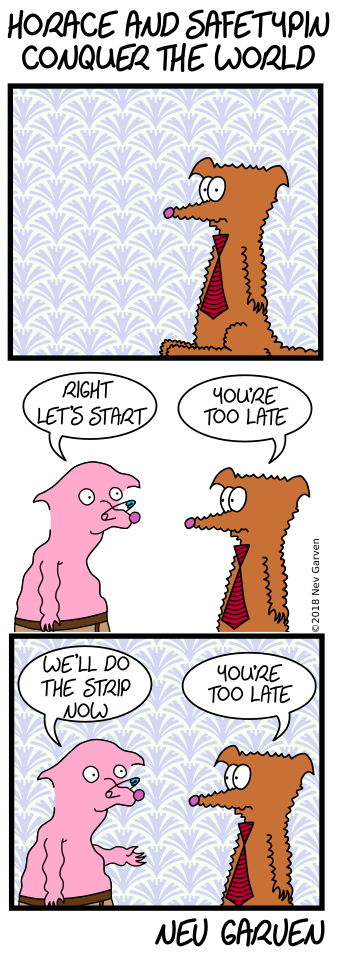 HORACE AND SAFETYPIN
CONQUER THE WORLD
RIGHT
LET'S START
YOU'RE
TOO LATE
© 2018 Nev Garven
WE'LL DO
THE STRIP
NOW
YOU'RE
TOO LATE
NEV GARVEN